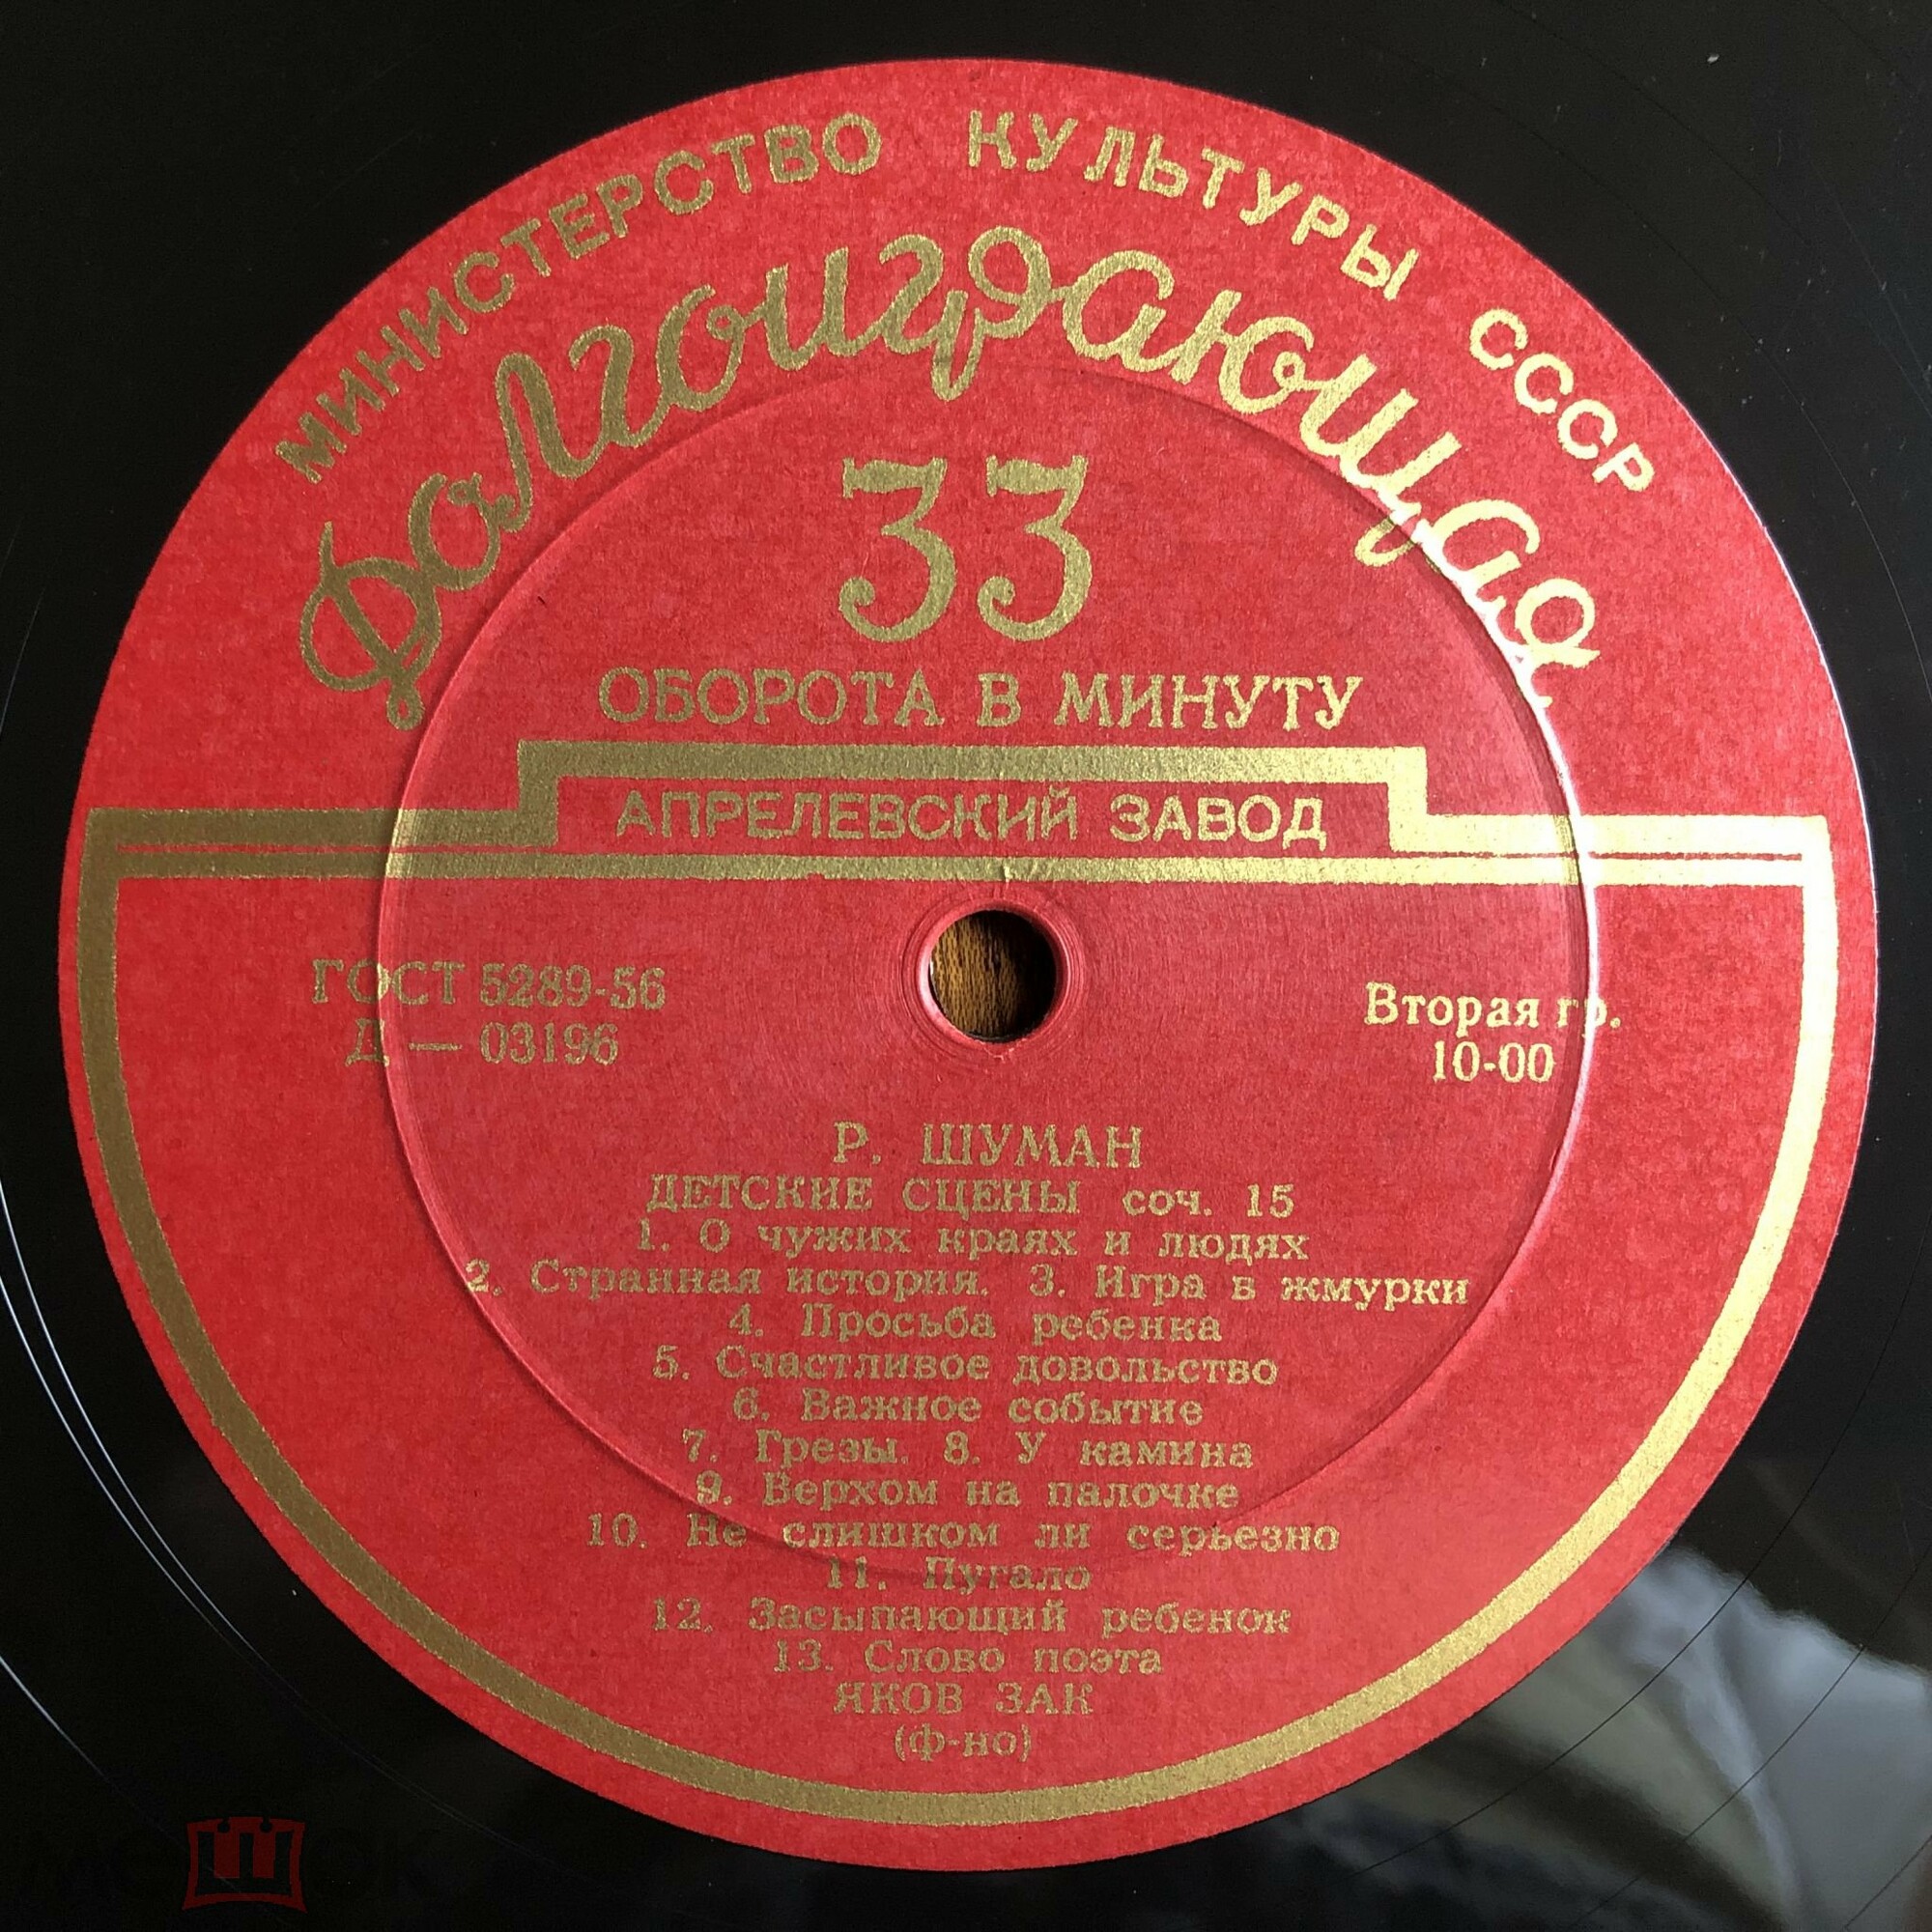 МИНИСТЕРСТВО КУЛЬТУРЫ СССР
Долгоиграющая
33
ОБОРОТА В МИНУТУ
АПРЕЛЕВСКИЙ ЗАВОД
ГОСТ 5289-56
Д — 03196
Вторая гр.
10-00
Р. ШУМАН
ДЕТСКИЕ СЦЕНЫ соч. 15
1. О чужих краях и людях
2. Странная история. 3. Игра в жмурки
4. Просьба ребенка
5. Счастливое довольство
6. Важное событие
7. Грезы. 8. У камина
9. Верхом на палочке
10. Не слишком ли серьезно
11. Пугало
12. Засыпающий ребенок
13. Слово поэта
ЯКОВ ЗАК
(ф-но)
мешок